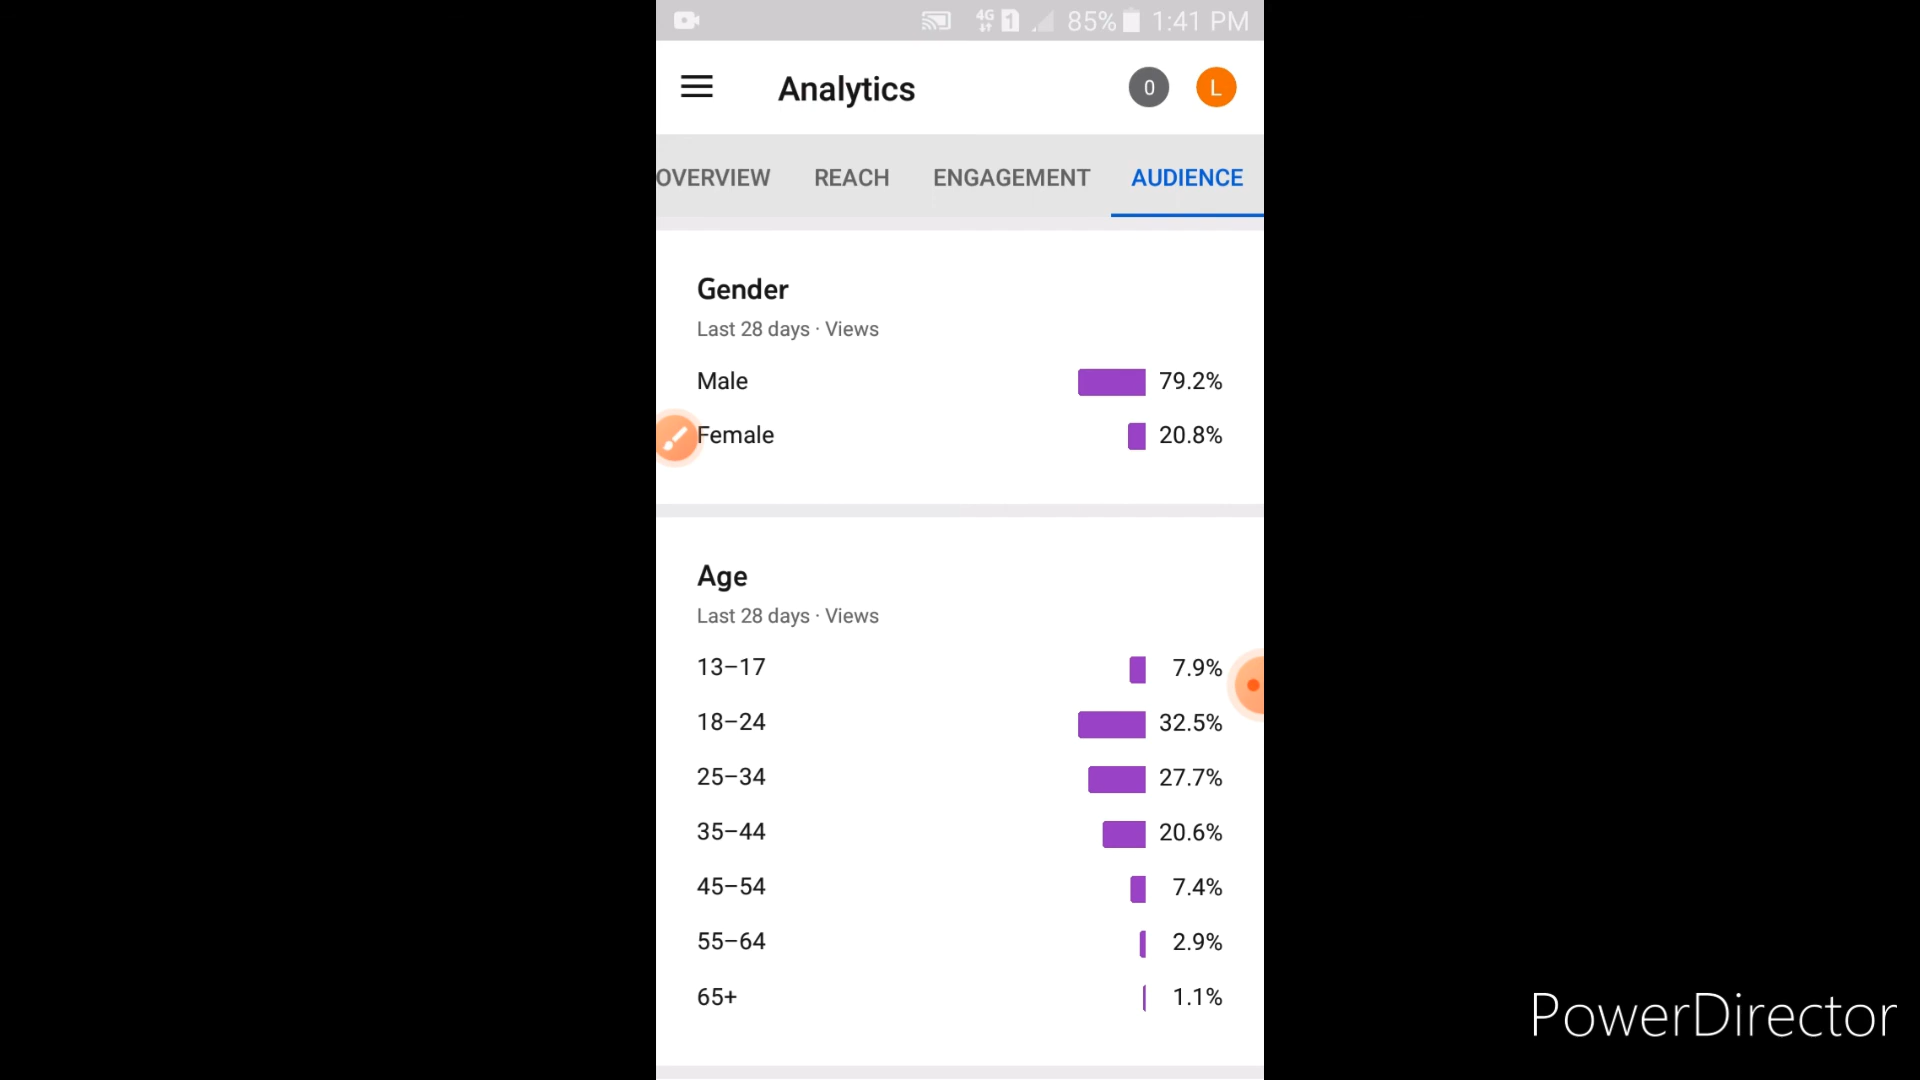 4G 1 85% 1:41 PM
Analytics 0 L
OVERVIEW REACH ENGAGEMENT AUDIENCE
Gender
Last 28 days · Views
Male 79.2%
Female 20.8%
Age
Last 28 days · Views
13–17 7.9%
18–24 32.5%
25–34 27.7%
35–44 20.6%
45–54 7.4%
55–64 2.9%
65+ 1.1%
PowerDirector